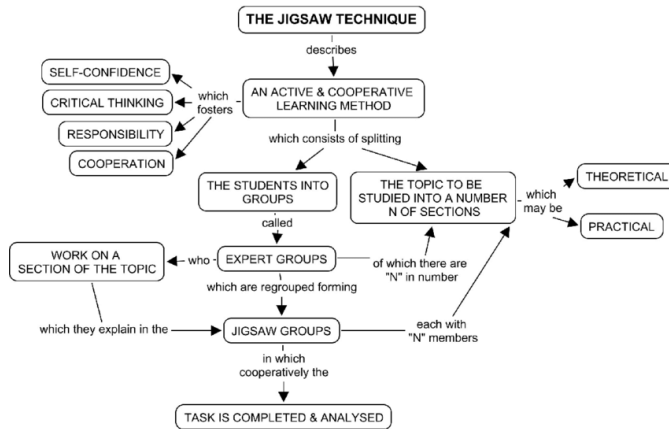 THE JIGSAW TECHNIQUE
describes
SELF-CONFIDENCE
CRITICAL THINKING
RESPONSIBILITY
COOPERATION
which
fosters
AN ACTIVE & COOPERATIVE
LEARNING METHOD
which consists of splitting
THE STUDENTS INTO
GROUPS
THE TOPIC TO BE
STUDIED INTO A NUMBER
N OF SECTIONS
which
may be
THEORETICAL
PRACTICAL
called
WORK ON A
SECTION OF THE TOPIC
who
EXPERT GROUPS
of which there are
"N" in number
which are regrouped forming
which they explain in the
JIGSAW GROUPS
each with
"N" members
in which
cooperatively the
TASK IS COMPLETED & ANALYSED